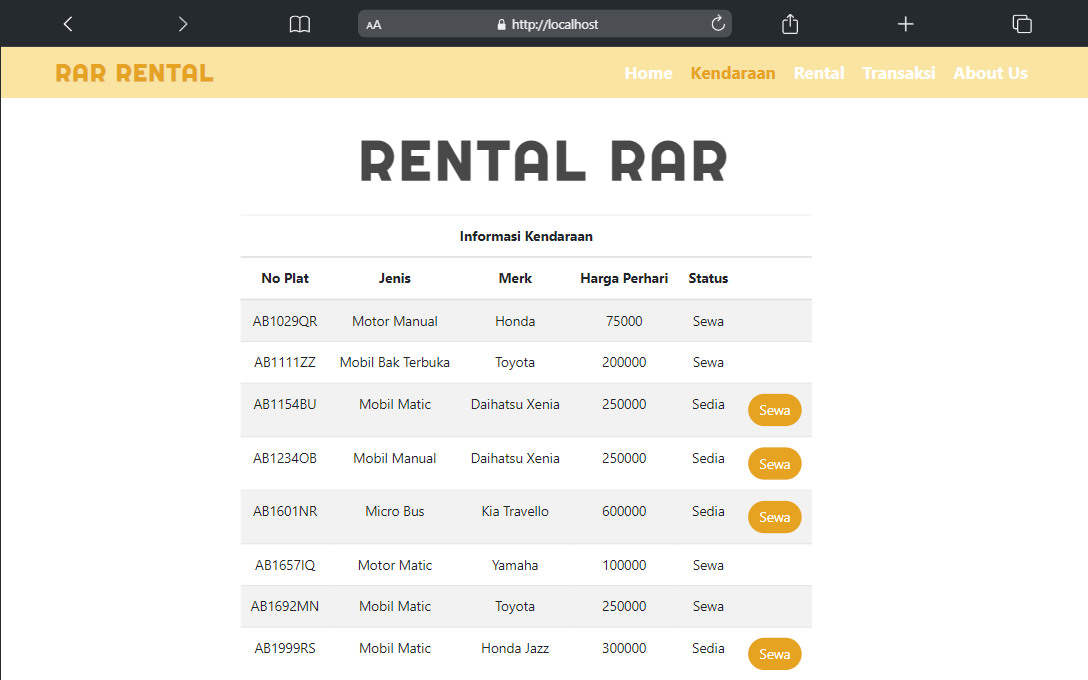 AA http://localhost
RAR RENTAL Home Kendaraan Rental Transaksi About Us
RENTAL RAR
Informasi Kendaraan
No Plat Jenis Merk Harga Perhari Status
AB1029QR Motor Manual Honda 75000 Sewa
AB1111ZZ Mobil Bak Terbuka Toyota 200000 Sewa
AB1154BU Mobil Matic Daihatsu Xenia 250000 Sedia Sewa
AB1234OB Mobil Manual Daihatsu Xenia 250000 Sedia Sewa
AB1601NR Micro Bus Kia Travello 600000 Sedia Sewa
AB1657IQ Motor Matic Yamaha 100000 Sewa
AB1692MN Mobil Matic Toyota 250000 Sewa
AB1999RS Mobil Matic Honda Jazz 300000 Sedia Sewa